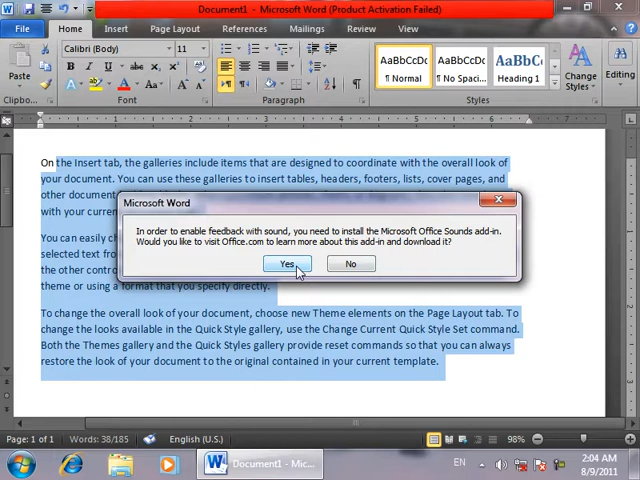 Document1 - Microsoft Word (Product Activation Failed)
File Home Insert Page Layout References Mailings Review View
Calibri (Body) 11
AaBbCcDc AaBbCcDc AaBbC
Paste ¶ Normal ¶ No Spaci... Heading 1 Change Styles Editing
Clipbo... Font Paragraph Styles
On the Insert tab, the galleries include items that are designed to coordinate with the overall look of
your document. You can use these galleries to insert tables, headers, footers, lists, cover pages, and
other document
with your curren
Microsoft Word
In order to enable feedback with sound, you need to install the Microsoft Office Sounds add-in.
Would you like to visit Office.com to learn more about this add-in and download it?
Yes No
You can easily ch
selected text from
the other contro
theme or using a format that you specify directly.
To change the overall look of your document, choose new Theme elements on the Page Layout tab. To
change the looks available in the Quick Style gallery, use the Change Current Quick Style Set command.
Both the Themes gallery and the Quick Styles gallery provide reset commands so that you can always
restore the look of your document to the original contained in your current template.
Page: 1 of 1 Words: 38/185 English (U.S.) 98%
Document1 - Mic... EN 2:04 AM
8/9/2011